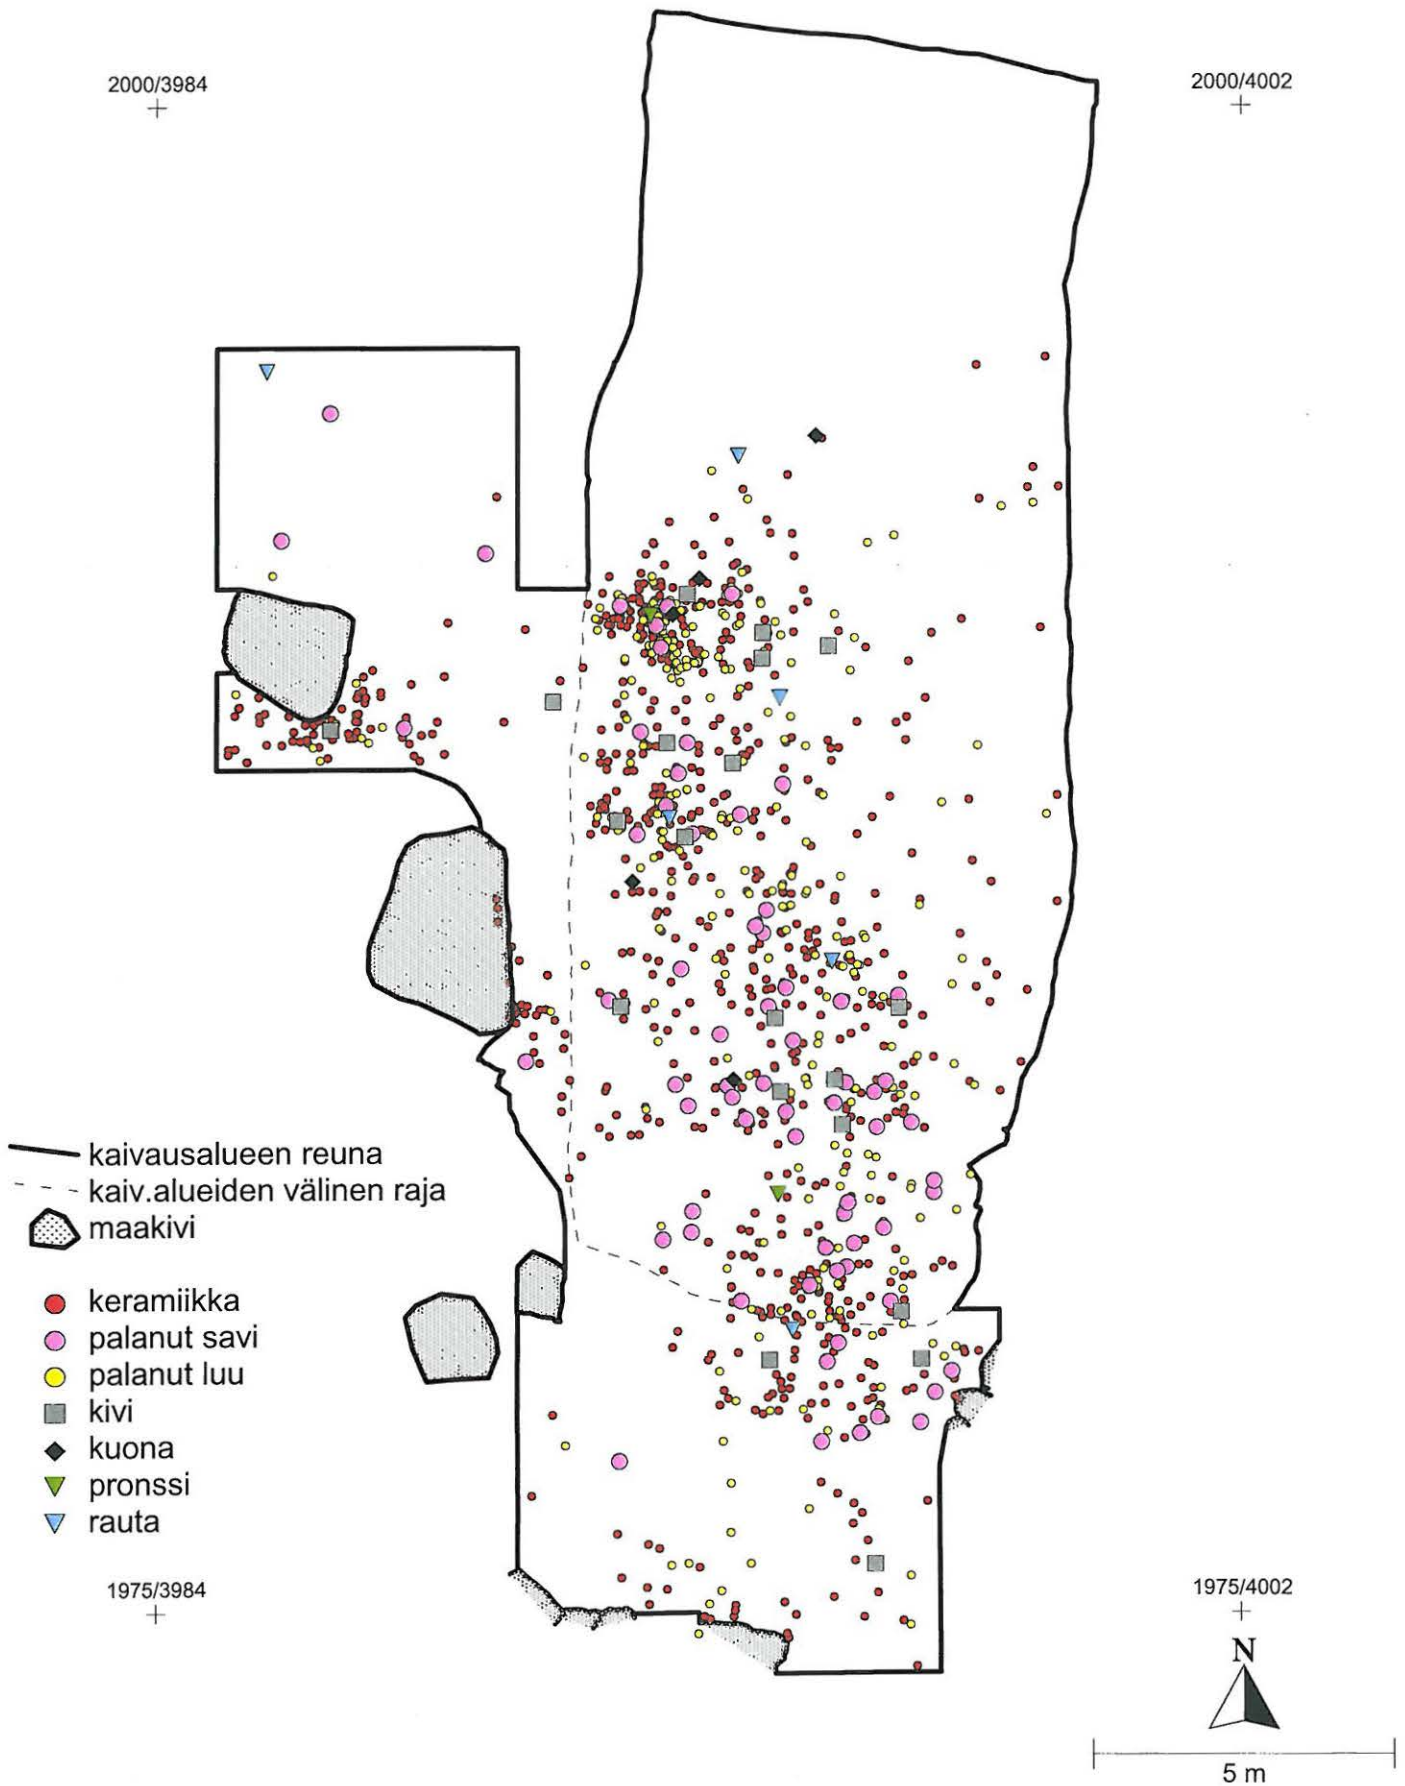 2000/3984
2000/4002
kaivausalueen reuna
kaiv.alueiden välinen raja
maakivi
keramiikka
palanut savi
palanut luu
kivi
kuona
pronssi
rauta
1975/3984
1975/4002
N
5 m